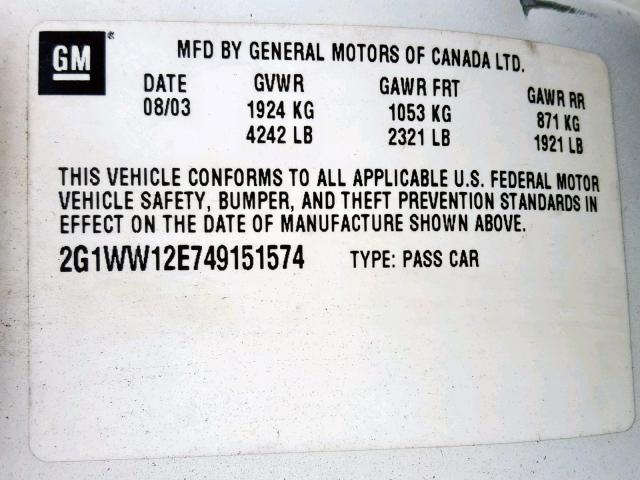 GM
MFD BY GENERAL MOTORS OF CANADA LTD.
DATE GVWR GAWR FRT GAWR RR
08/03 1924 KG 1053 KG 871 KG
4242 LB 2321 LB 1921 LB
THIS VEHICLE CONFORMS TO ALL APPLICABLE U.S. FEDERAL MOTOR
VEHICLE SAFETY, BUMPER, AND THEFT PREVENTION STANDARDS IN
EFFECT ON THE DATE OF MANUFACTURE SHOWN ABOVE.
2G1WW12E749151574 TYPE: PASS CAR